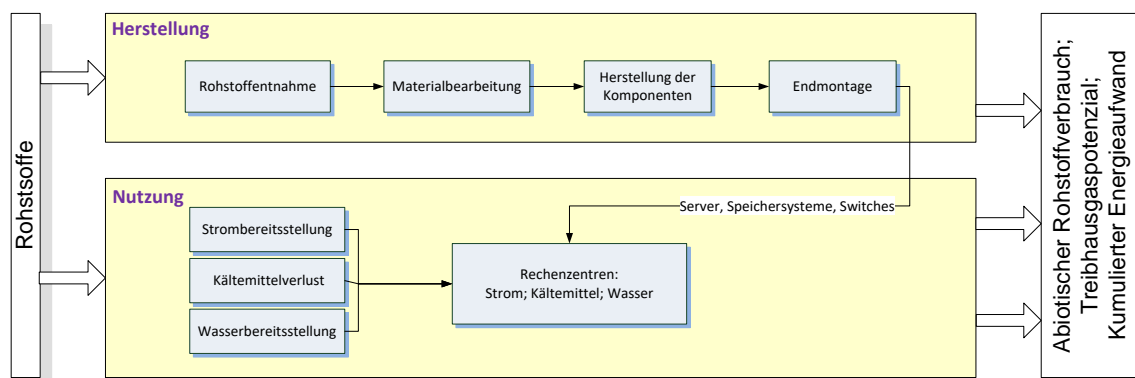 Rohstsoffe
Herstellung
Rohstoffentnahme
Materialbearbeitung
Herstellung der
Komponenten
Endmontage
Nutzung
Server, Speichersysteme, Switches
Strombereitsstellung
Kältemittelverlust
Wasserbereitsstellung
Rechenzentren:
Strom; Kältemittel; Wasser
Abiotischer Rohstoffverbrauch;
Treibhausgaspotenzial;
Kumulierter Energieaufwand